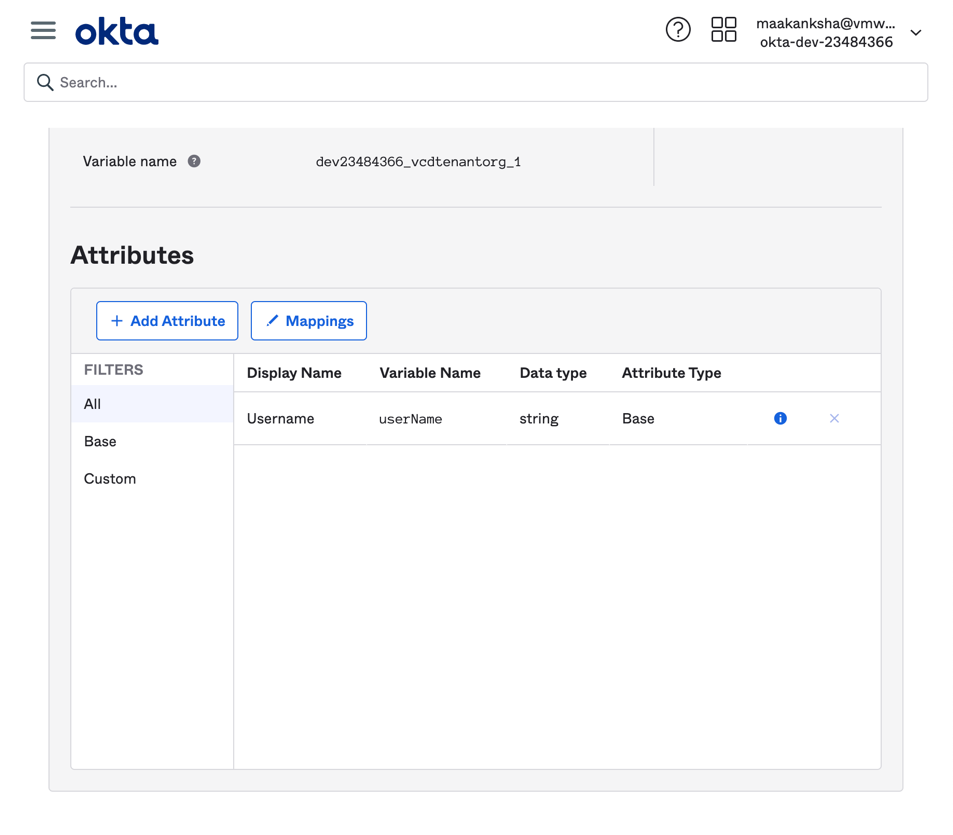 okta
?
maakanksha@vmw...
okta-dev-23484366
Search...
Variable name ? dev23484366_vcdtenantorg_1
Attributes
+ Add Attribute Mappings
FILTERS
Display Name Variable Name Data type Attribute Type
All
Username userName string Base i ×
Base
Custom